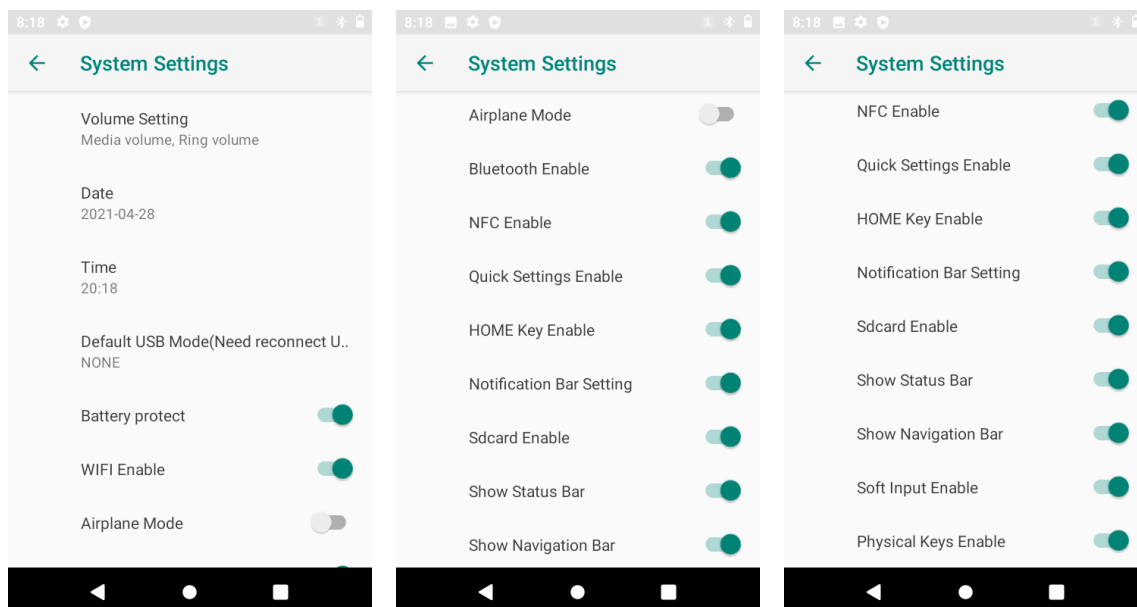 8:18
System Settings
Volume Setting
Media volume, Ring volume
Date
2021-04-28
Time
20:18
Default USB Mode(Need reconnect U..
NONE
Battery protect
WIFI Enable
Airplane Mode
8:18
System Settings
Airplane Mode
Bluetooth Enable
NFC Enable
Quick Settings Enable
HOME Key Enable
Notification Bar Setting
Sdcard Enable
Show Status Bar
Show Navigation Bar
8:18
System Settings
NFC Enable
Quick Settings Enable
HOME Key Enable
Notification Bar Setting
Sdcard Enable
Show Status Bar
Show Navigation Bar
Soft Input Enable
Physical Keys Enable